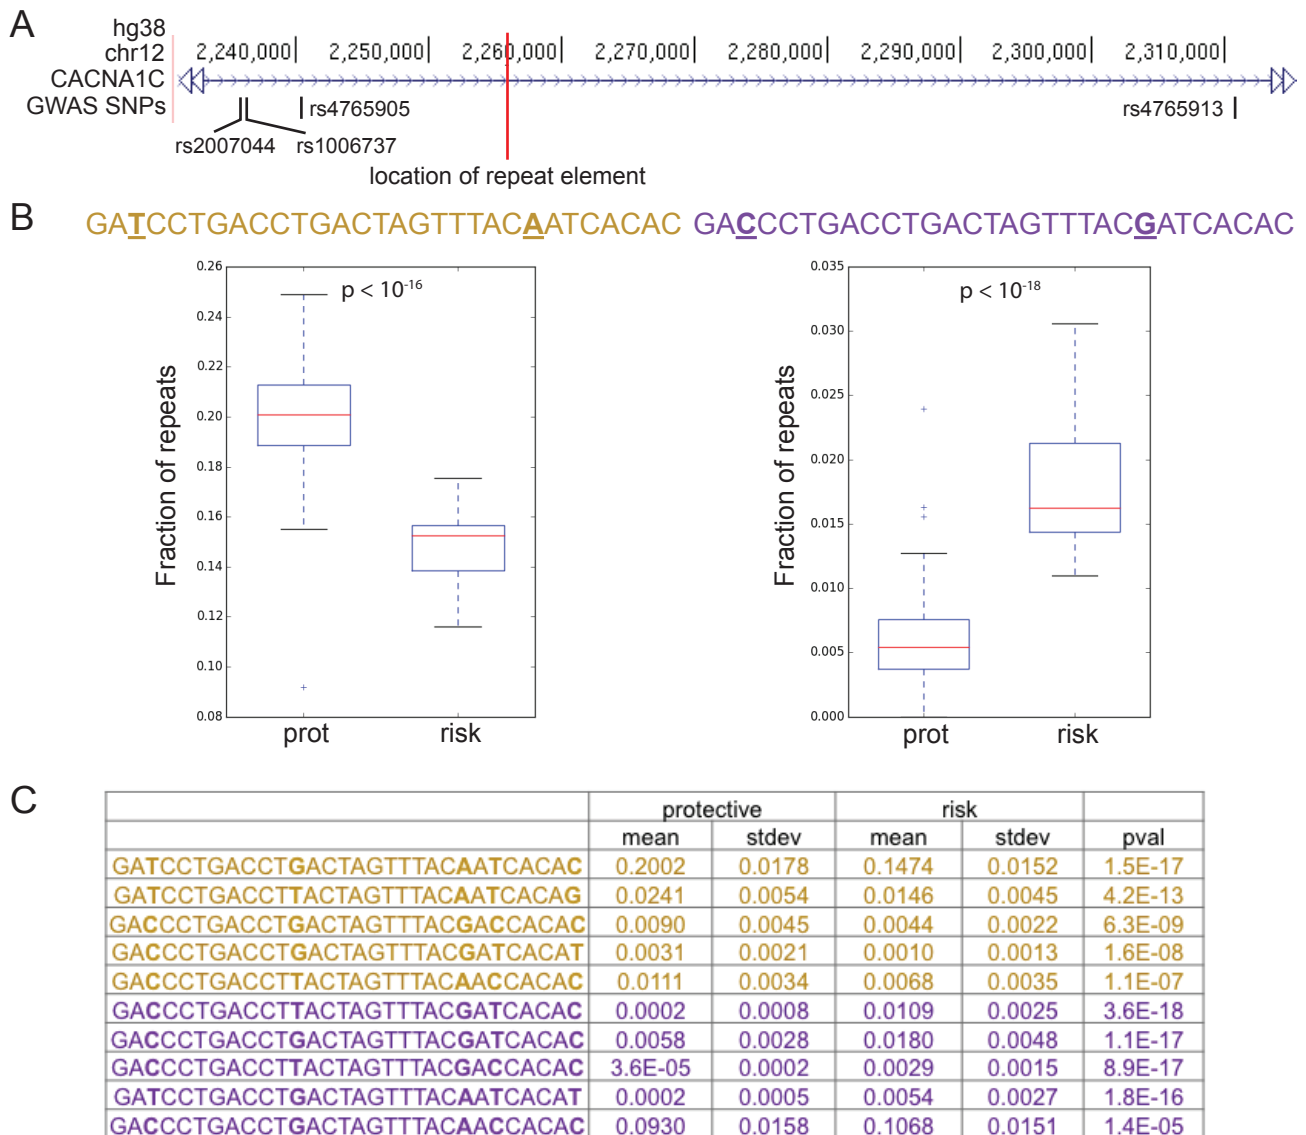 A
hg38
chr12 2,240,000 2,250,000 2,260,000 2,270,000 2,280,000 2,290,000 2,300,000 2,310,000
CACNA1C
GWAS SNPs rs4765905 rs4765913
rs2007044 rs1006737
location of repeat element
B
GATCCTGACCTGACTAGTTTACAATCACAC GACCCTGACCTGACTAGTTTACGATCACAC
p < 10-16
0.26
0.24
0.22
0.20
0.18
0.16
0.14
0.12
0.10
0.08
Fraction of repeats
prot risk
p < 10-18
0.035
0.030
0.025
0.020
0.015
0.010
0.005
0.000
Fraction of repeats
prot risk
C
protective risk
mean stdev mean stdev pval
GATCCTGACCTGACTAGTTTACAATCACAC 0.2002 0.0178 0.1474 0.0152 1.5E-17
GATCCTGACCTTACTAGTTTACAATCACAG 0.0241 0.0054 0.0146 0.0045 4.2E-13
GACCCTGACCTGACTAGTTTACGACCACAC 0.0090 0.0045 0.0044 0.0022 6.3E-09
GACCCTGACCTGACTAGTTTACGATCACAT 0.0031 0.0021 0.0010 0.0013 1.6E-08
GACCCTGACCTTACTAGTTTACAACCACAC 0.0111 0.0034 0.0068 0.0035 1.1E-07
GACCCTGACCTTACTAGTTTACGATCACAC 0.0002 0.0008 0.0109 0.0025 3.6E-18
GACCCTGACCTGACTAGTTTACGATCACAC 0.0058 0.0028 0.0180 0.0048 1.1E-17
GACCCTGACCTTACTAGTTTACGACCACAC 3.6E-05 0.0002 0.0029 0.0015 8.9E-17
GATCCTGACCTGACTAGTTTACAATCACAT 0.0002 0.0005 0.0054 0.0027 1.8E-16
GACCCTGACCTGACTAGTTTACAACCACAC 0.0930 0.0158 0.1068 0.0151 1.4E-05